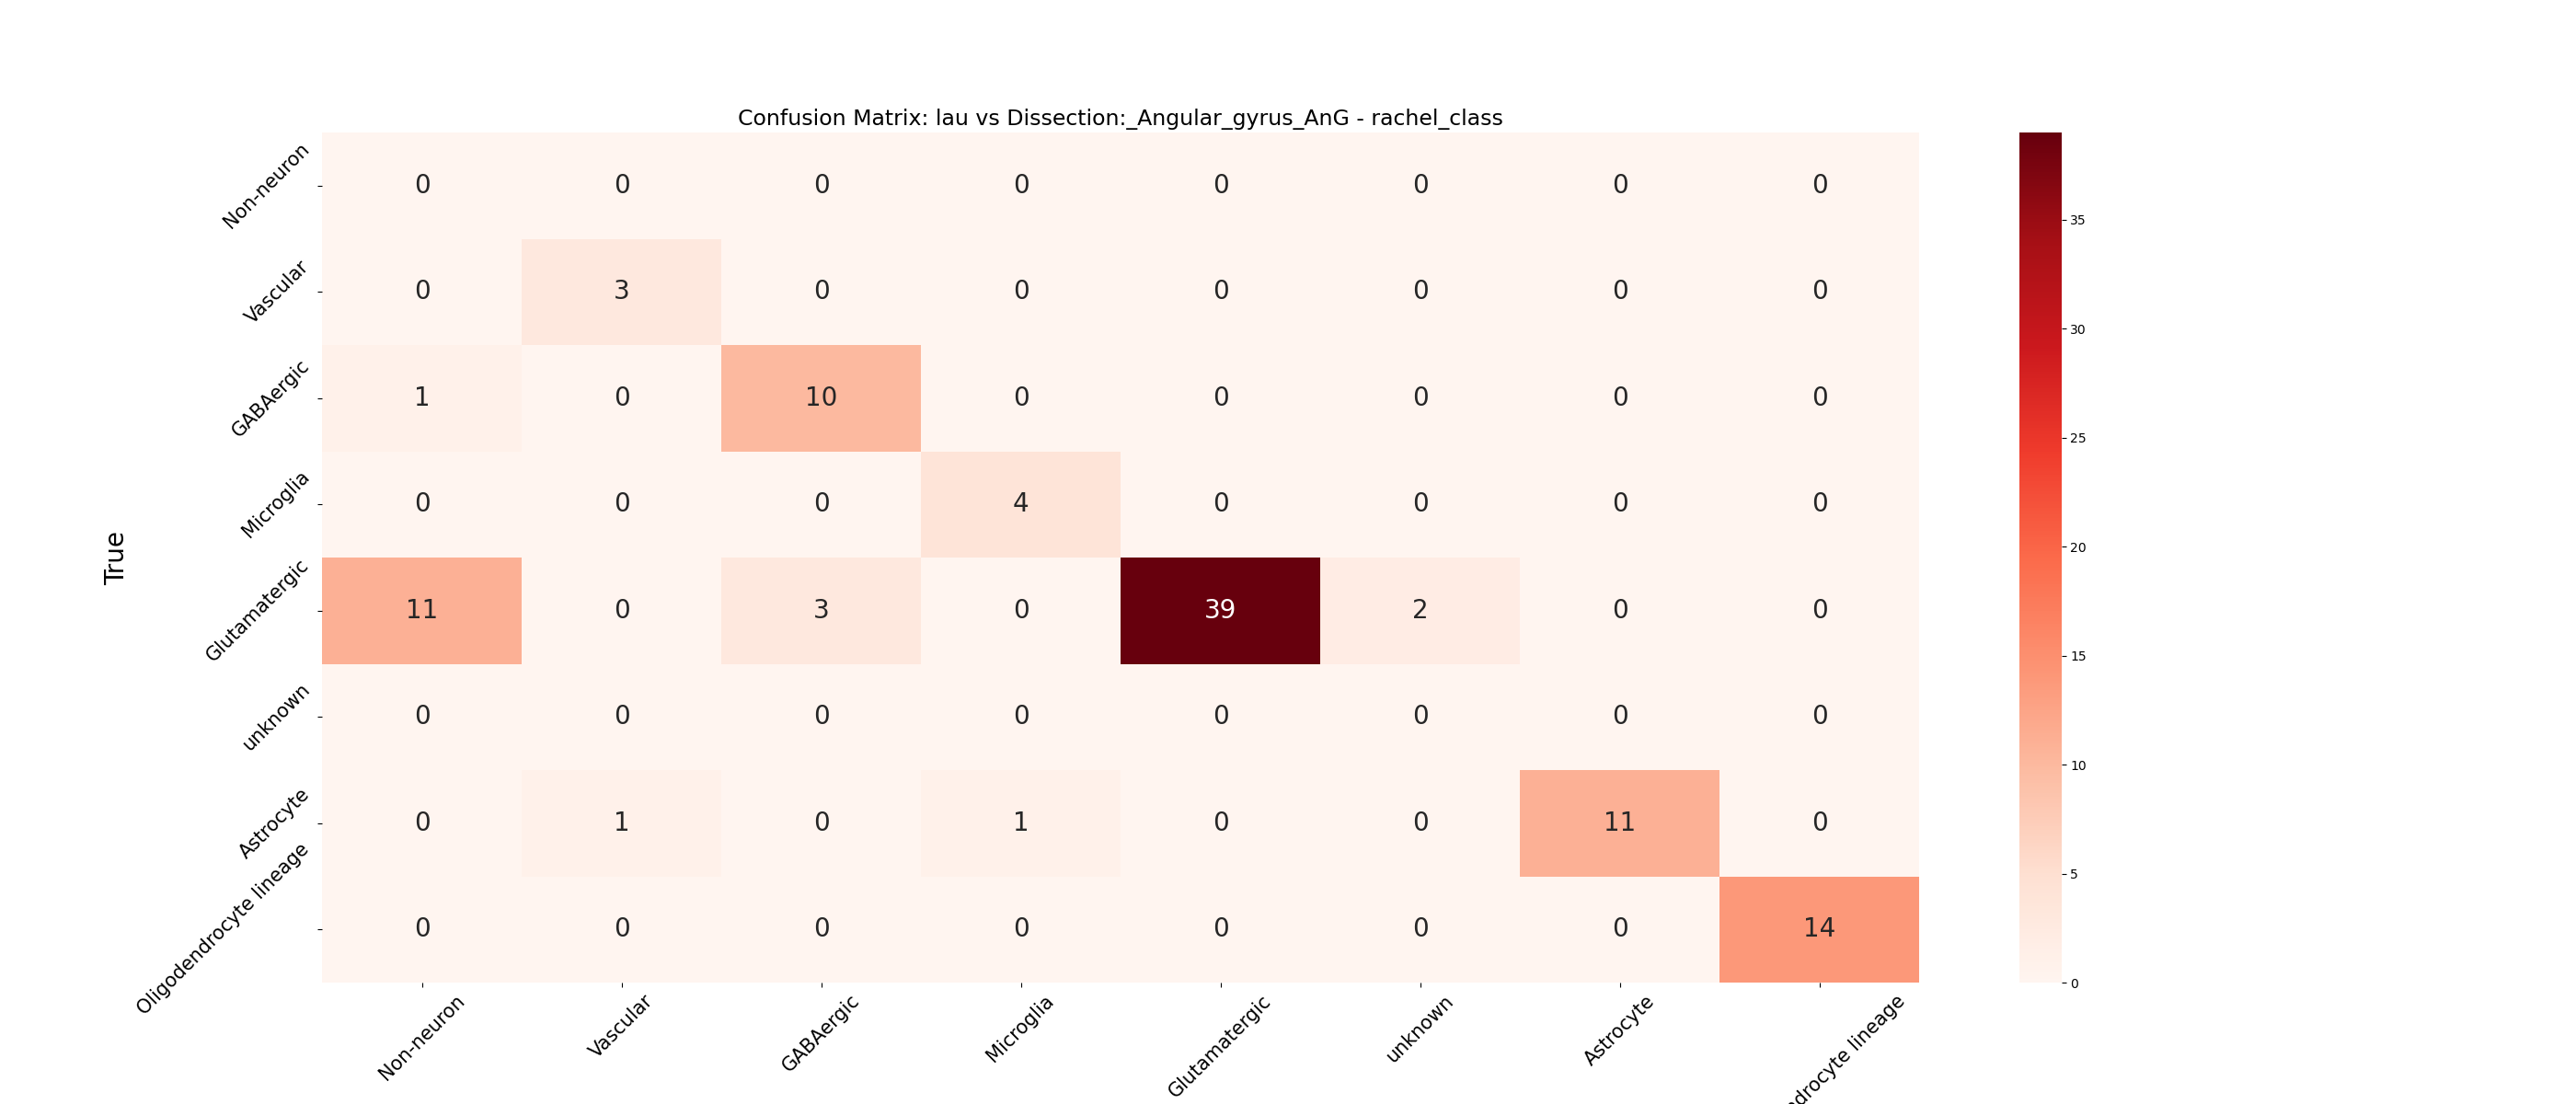 Confusion Matrix: lau vs Dissection:_Angular_gyrus_AnG - rachel_class
True
Non-neuron 0 0 0 0 0 0 0 0
Vascular 0 3 0 0 0 0 0 0
GABAergic 1 0 10 0 0 0 0 0
Microglia 0 0 0 4 0 0 0 0
Glutamatergic 11 0 3 0 39 2 0 0
unknown 0 0 0 0 0 0 0 0
Astrocyte 0 1 0 1 0 0 11 0
Oligodendrocyte lineage 0 0 0 0 0 0 0 14
Non-neuron Vascular GABAergic Microglia Glutamatergic unknown Astrocyte lineage
35
30
25
20
15
10
5
0